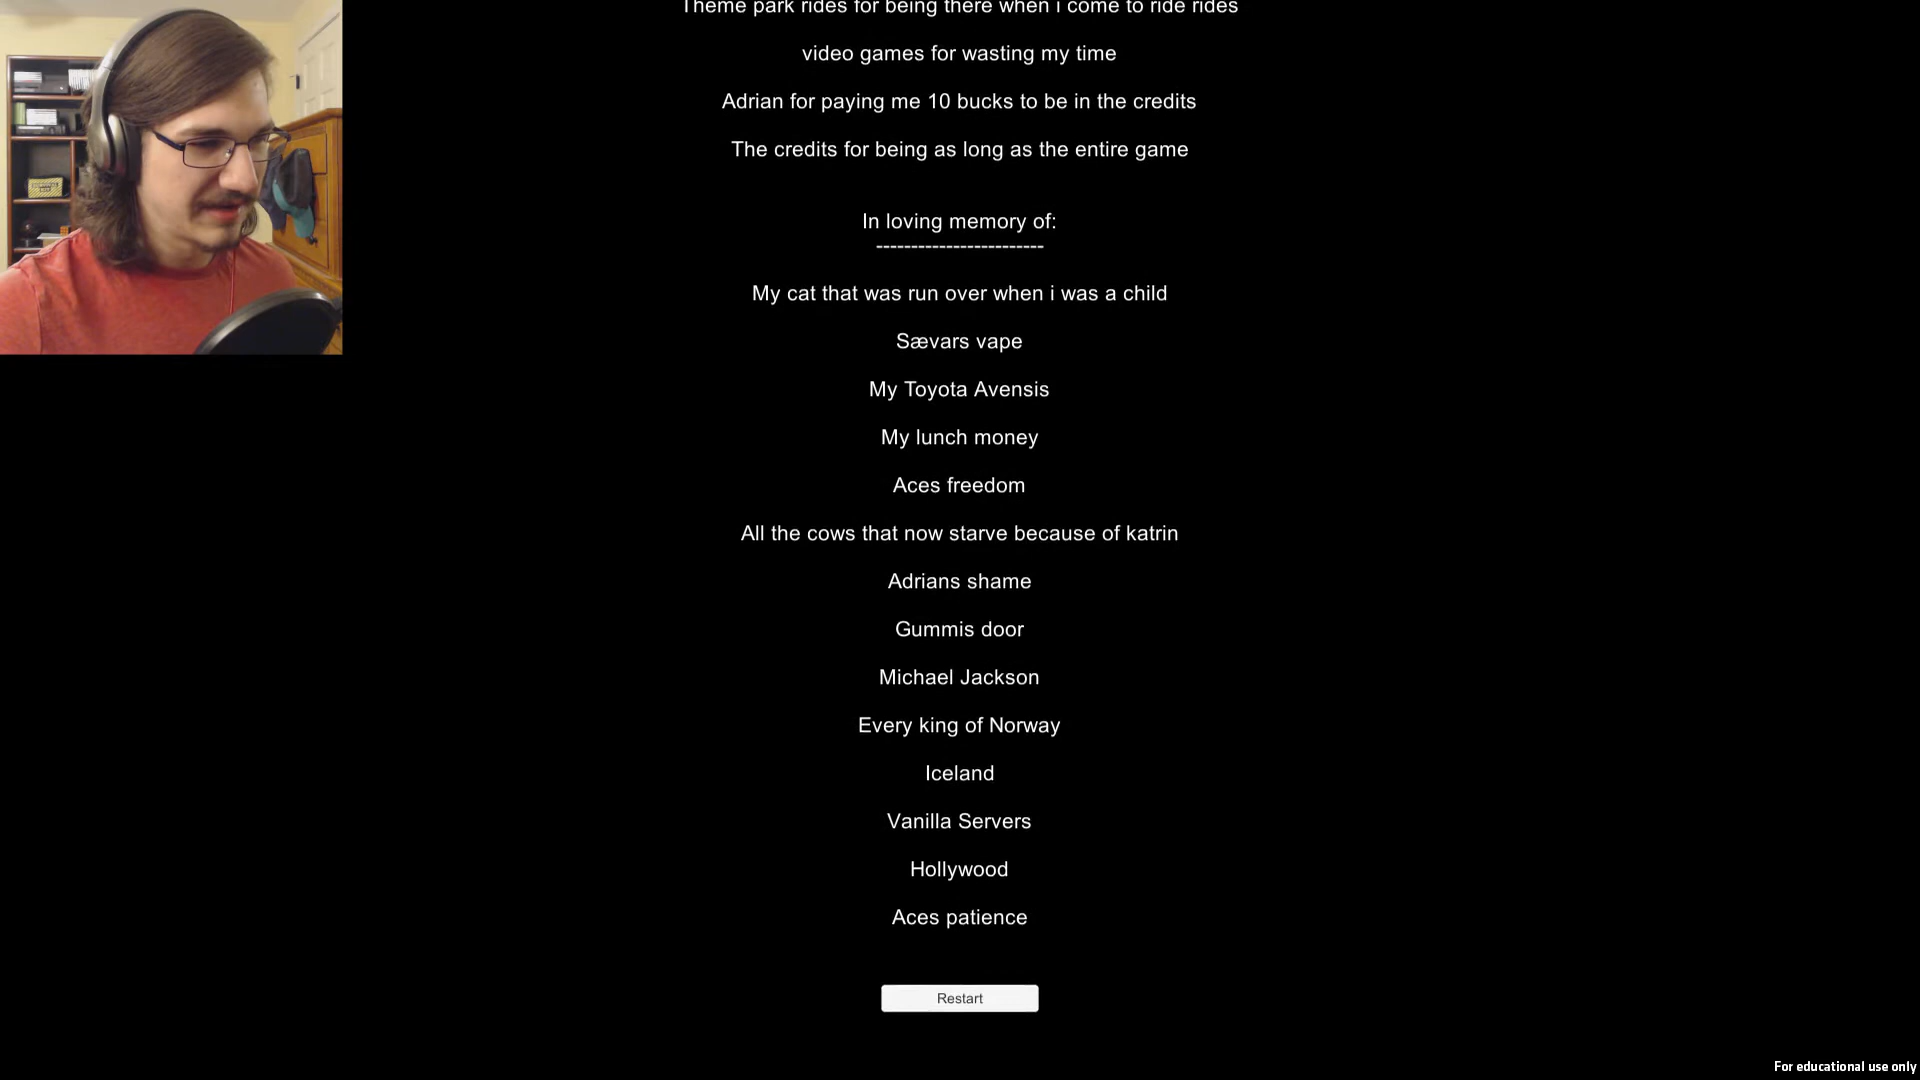 Theme park rides for being there when i come to ride rides
video games for wasting my time
Adrian for paying me 10 bucks to be in the credits
The credits for being as long as the entire game
In loving memory of:
------------------------
My cat that was run over when i was a child
Sævars vape
My Toyota Avensis
My lunch money
Aces freedom
All the cows that now starve because of katrin
Adrians shame
Gummis door
Michael Jackson
Every king of Norway
Iceland
Vanilla Servers
Hollywood
Aces patience
Restart
For educational use only